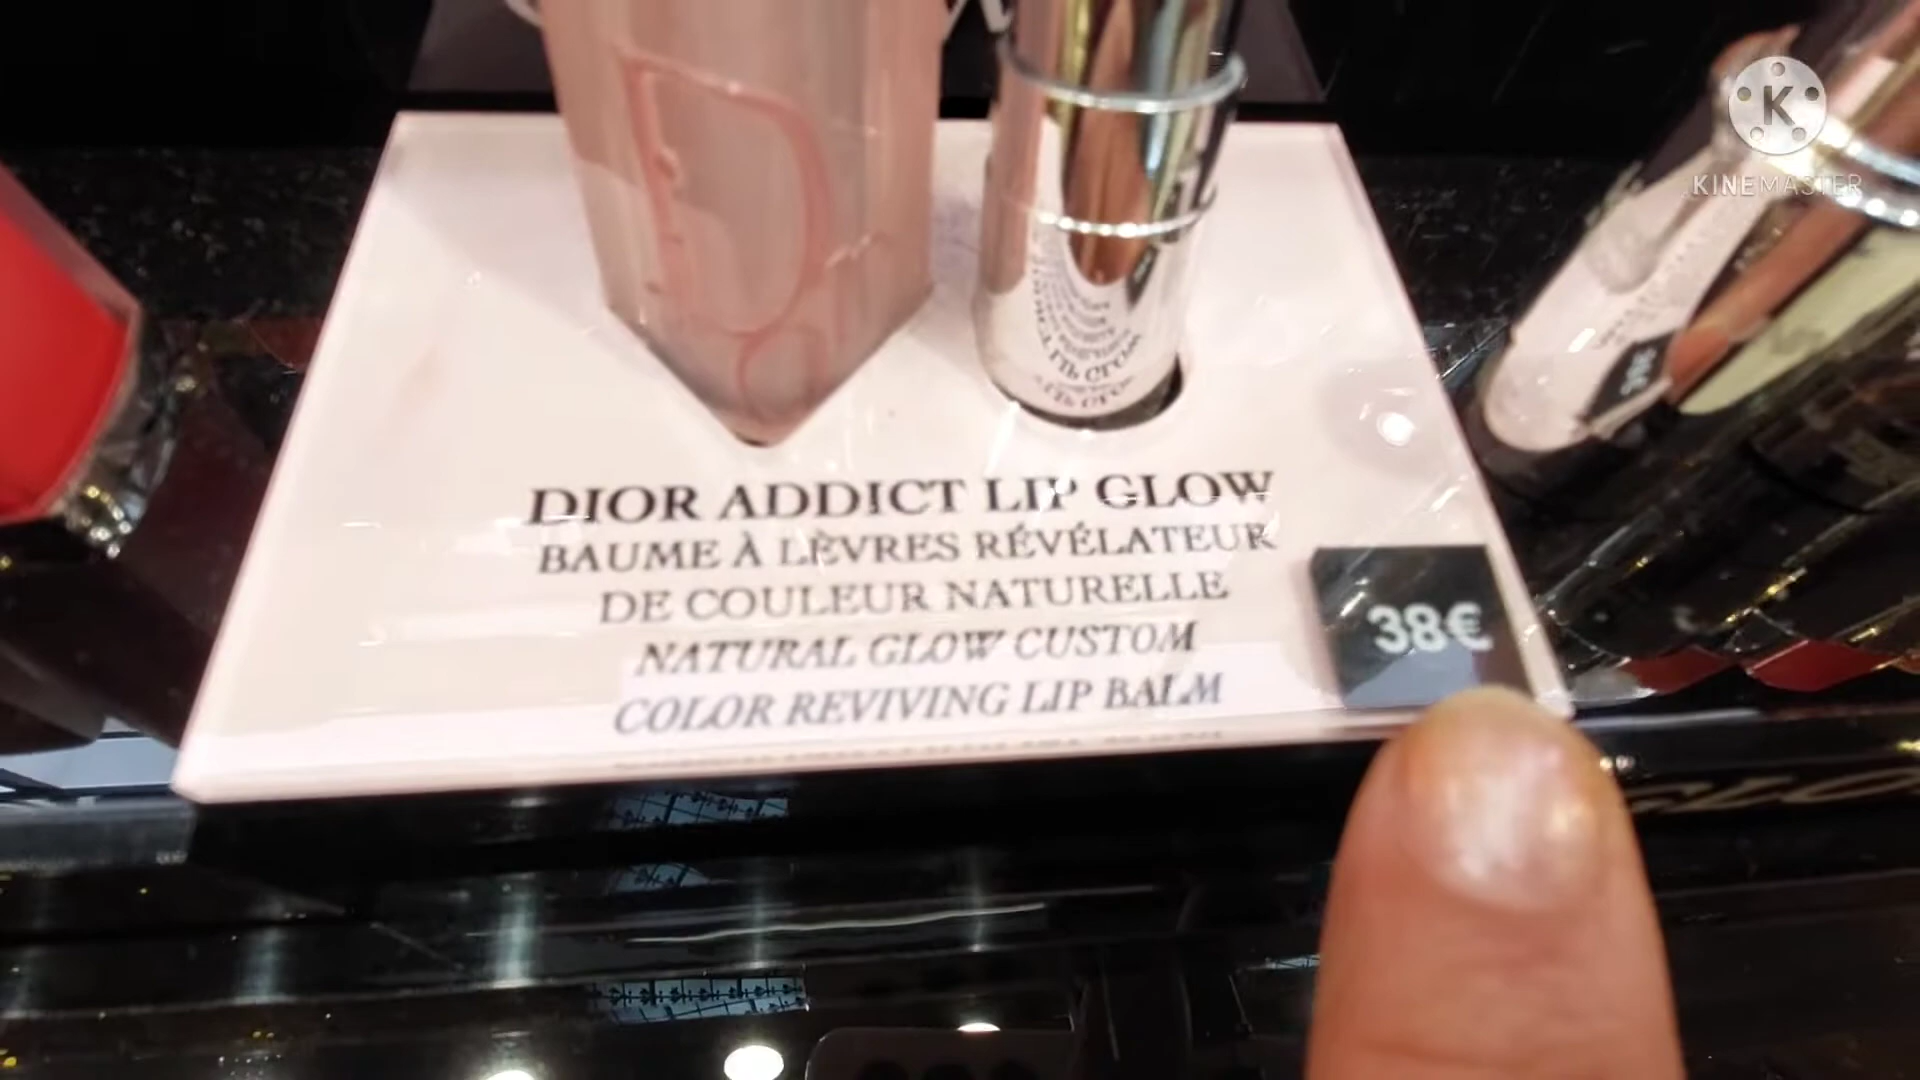 K
KINEMASTER
D
DIOR ADDICT LIP GLOW
BAUME À LÈVRES RÉVÉLATEUR
DE COULEUR NATURELLE
NATURAL GLOW CUSTOM
COLOR REVIVING LIP BALM
38€